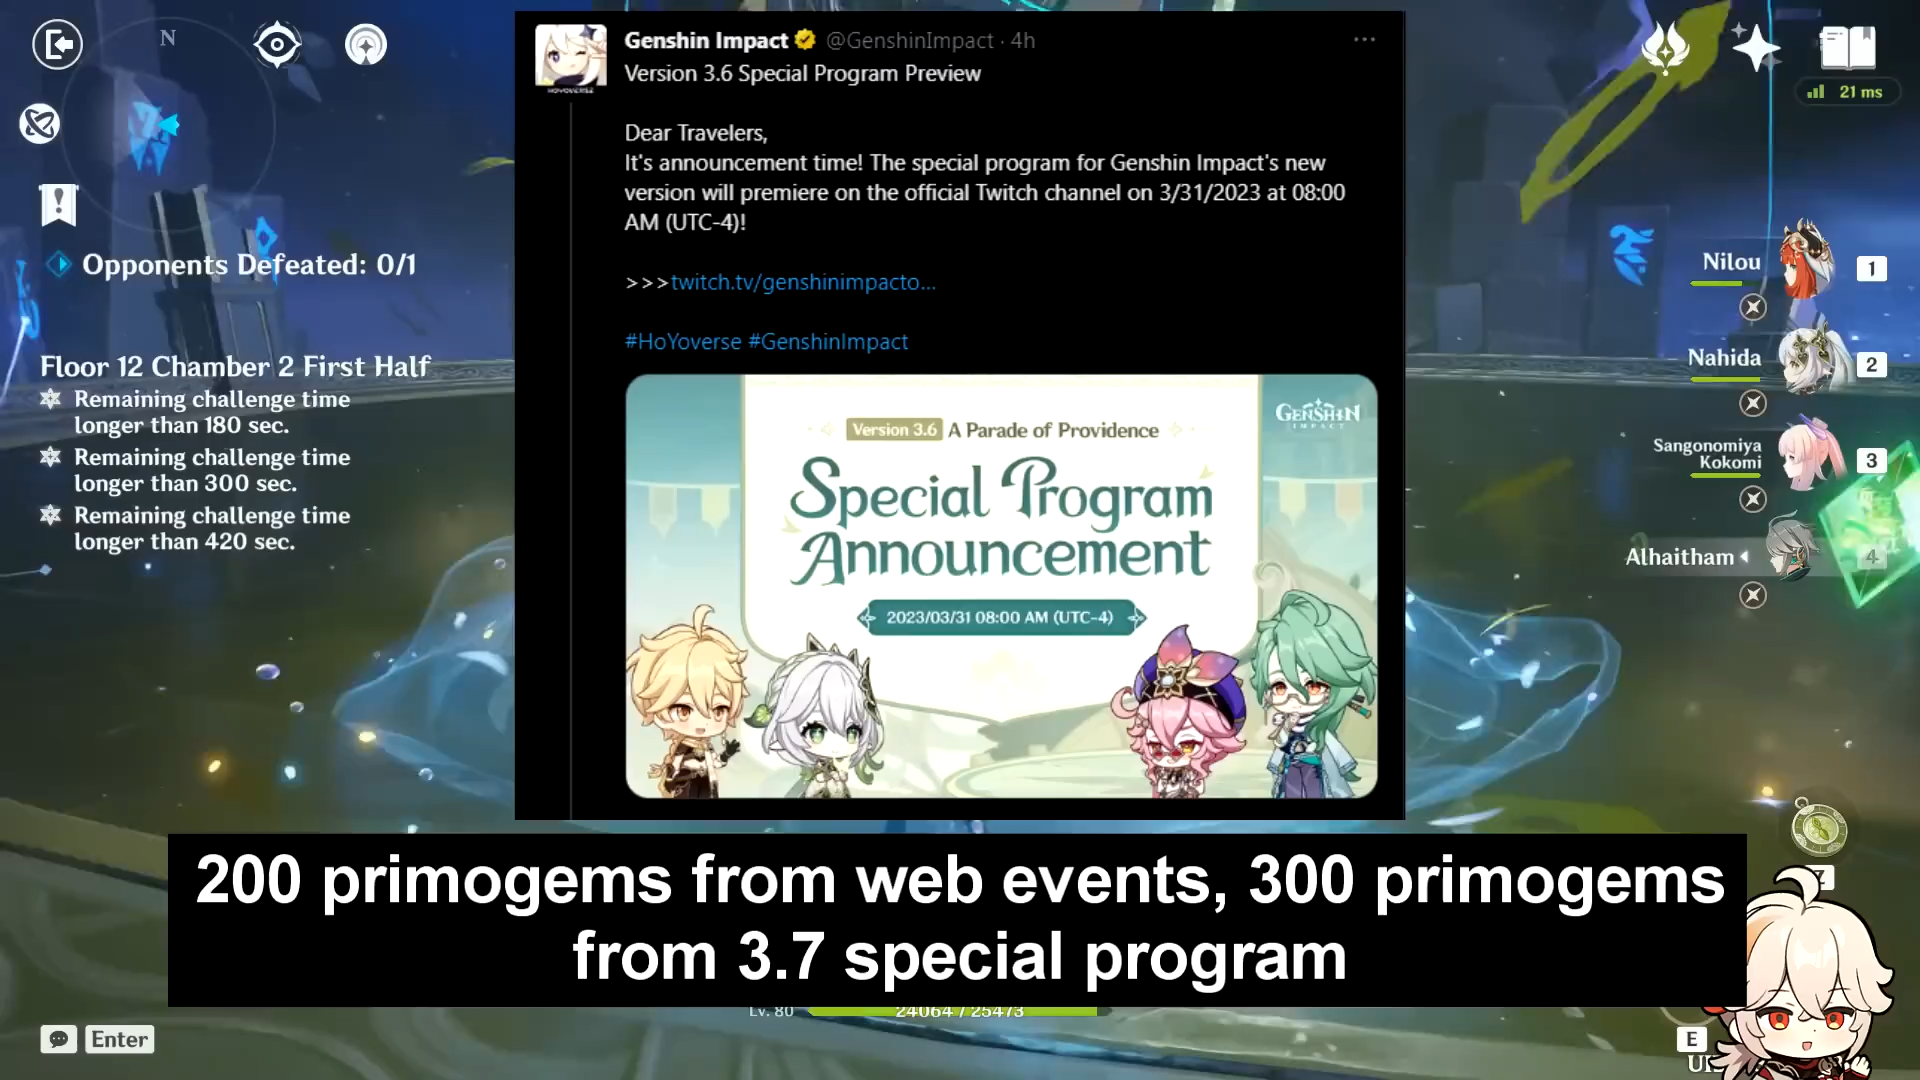 N
21 ms
Opponents Defeated: 0/1
Floor 12 Chamber 2 First Half
Remaining challenge time
longer than 180 sec.
Remaining challenge time
longer than 300 sec.
Remaining challenge time
longer than 420 sec.
Genshin Impact @GenshinImpact · 4h
Version 3.6 Special Program Preview
HOYOVERSE
Dear Travelers,
It's announcement time! The special program for Genshin Impact's new
version will premiere on the official Twitch channel on 3/31/2023 at 08:00
AM (UTC-4)!
>>>twitch.tv/genshinimpacto...
#HoYoverse #GenshinImpact
GENSHIN
IMPACT
Version 3.6 A Parade of Providence
Special Program
Announcement
2023/03/31 08:00 AM (UTC-4)
Nilou 1
Nahida 2
Sangonomiya
Kokomi 3
Alhaitham 4
200 primogems from web events, 300 primogems
from 3.7 special program
Lv. 80 24064 / 25473
Enter
E